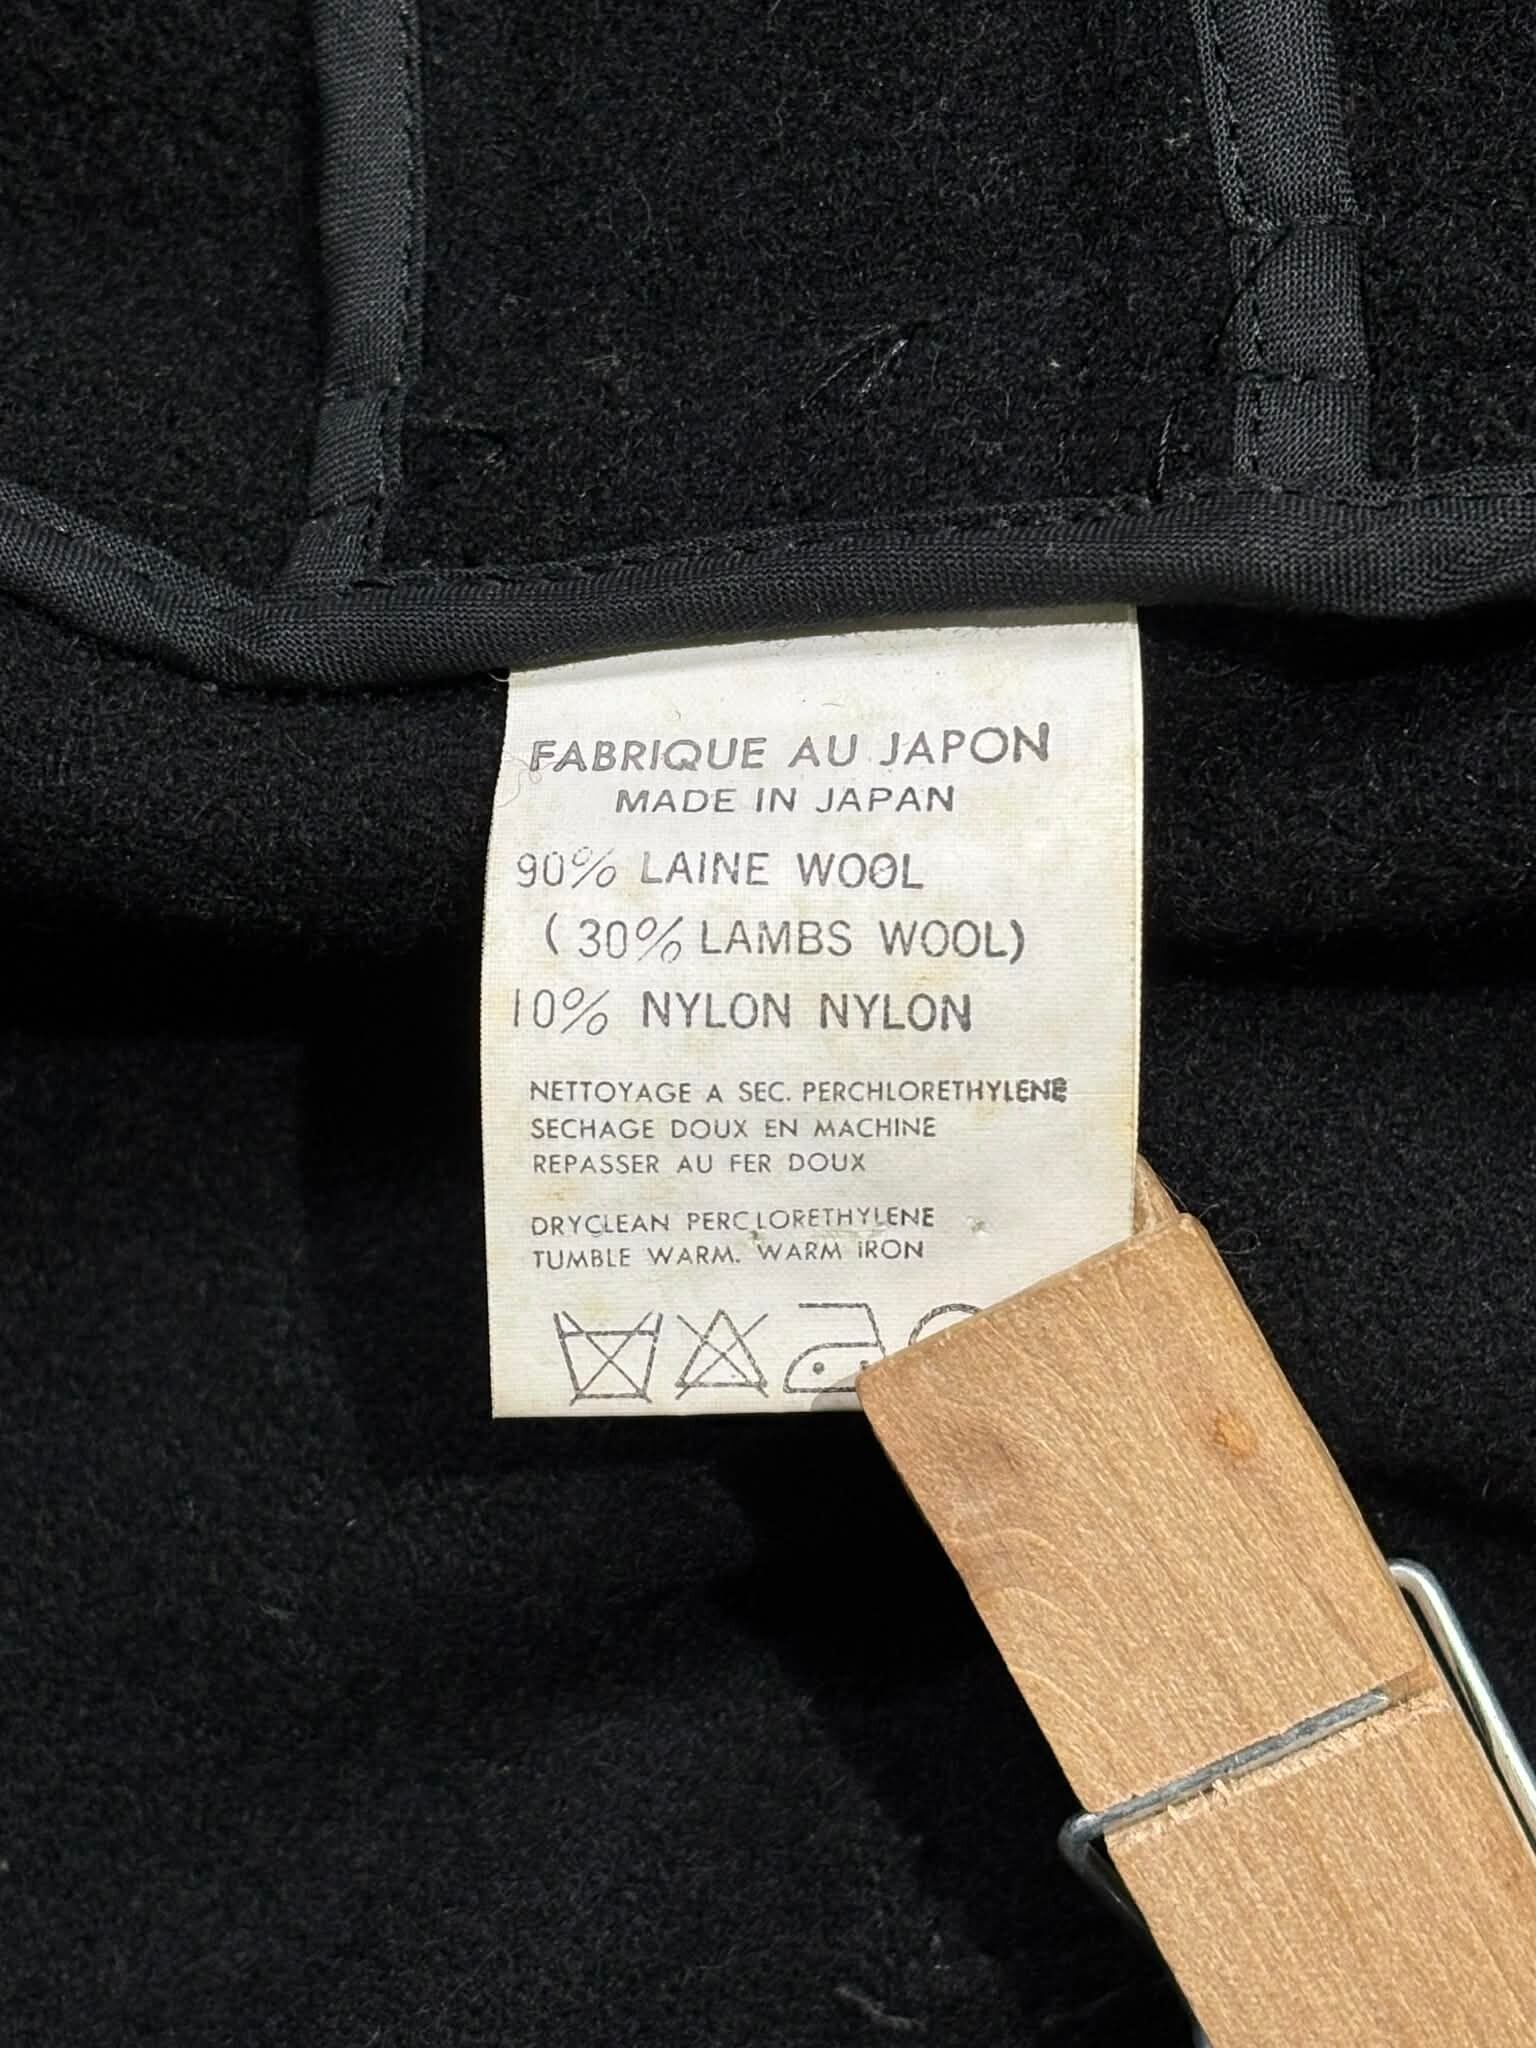 FABRIQUE AU JAPON
MADE IN JAPAN
90% LAINE WOOL
(30% LAMBS WOOL)
10% NYLON NYLON
NETTOYAGE A SEC. PERCHLORETHYLENE
SECHAGE DOUX EN MACHINE
REPASSER AU FER DOUX
DRYCLEAN PERCLORETHYLENE
TUMBLE WARM. WARM IRON